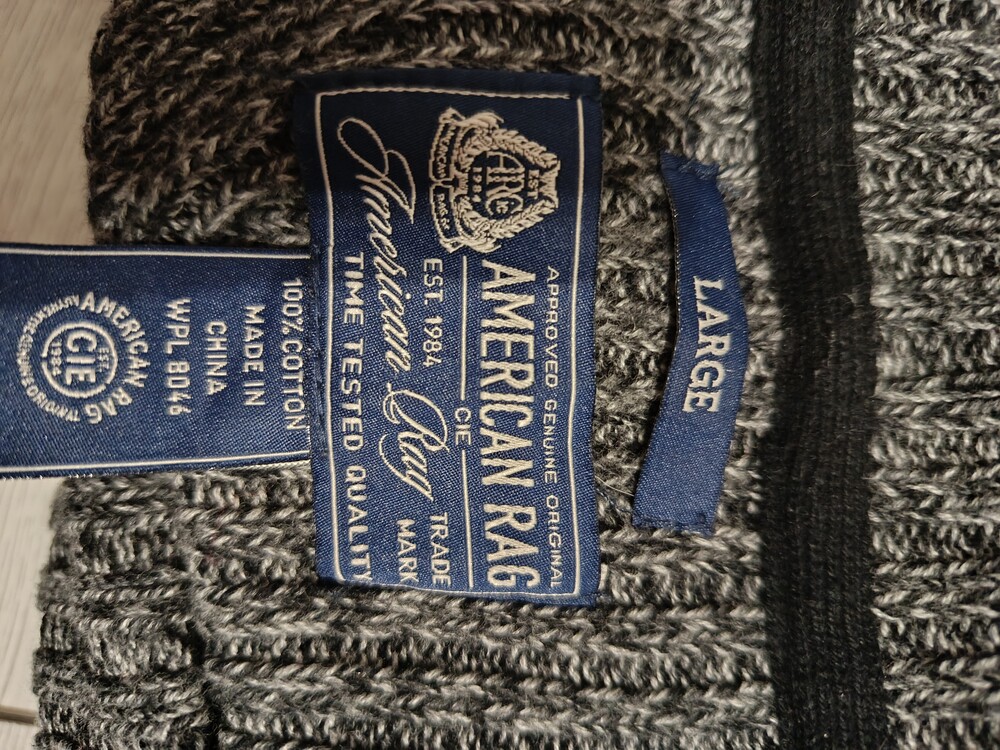 LARGE
APPROVED GENUINE ORIGINAL
AMERICAN RAG
CIE
EST. 1984
TRADE
MARK
American Rag
TIME TESTED QUALITY
EST
ARC
1984
100% COTTON
MADE IN
CHINA
WPL 8046
AMERICAN RAG
EST.
CIE
1984